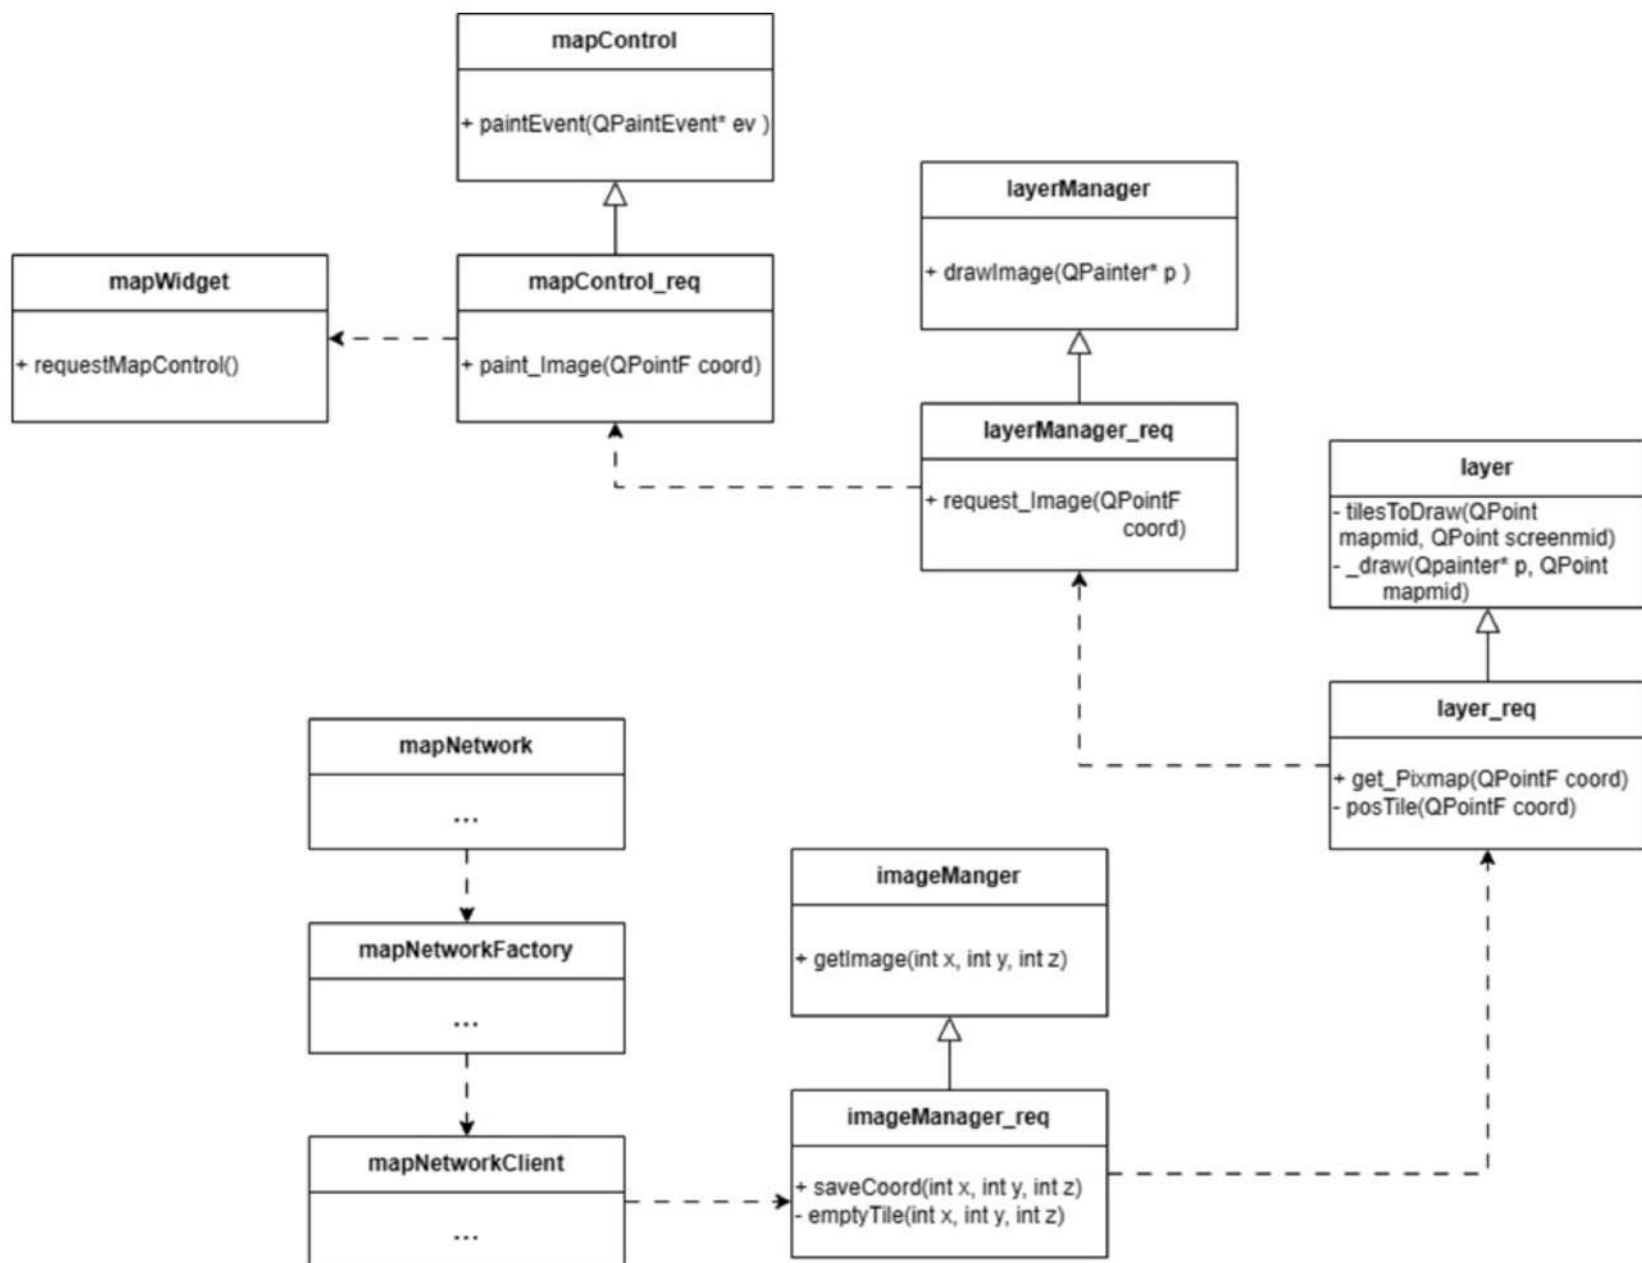 mapControl
+ paintEvent(QPaintEvent* ev )
layerManager
+ drawImage(QPainter* p )
mapWidget
+ requestMapControl()
mapControl_req
+ paint_Image(QPointF coord)
layerManager_req
+ request_Image(QPointF
coord)
layer
- tilesToDraw(QPoint
mapmid, QPoint screenmid)
- _draw(Qpainter* p, QPoint
mapmid)
layer_req
+ get_Pixmap(QPointF coord)
- posTile(QPointF coord)
mapNetwork
...
imageManger
+ getImage(int x, int y, int z)
mapNetworkFactory
...
imageManager_req
+ saveCoord(int x, int y, int z)
- emptyTile(int x, int y, int z)
mapNetworkClient
...